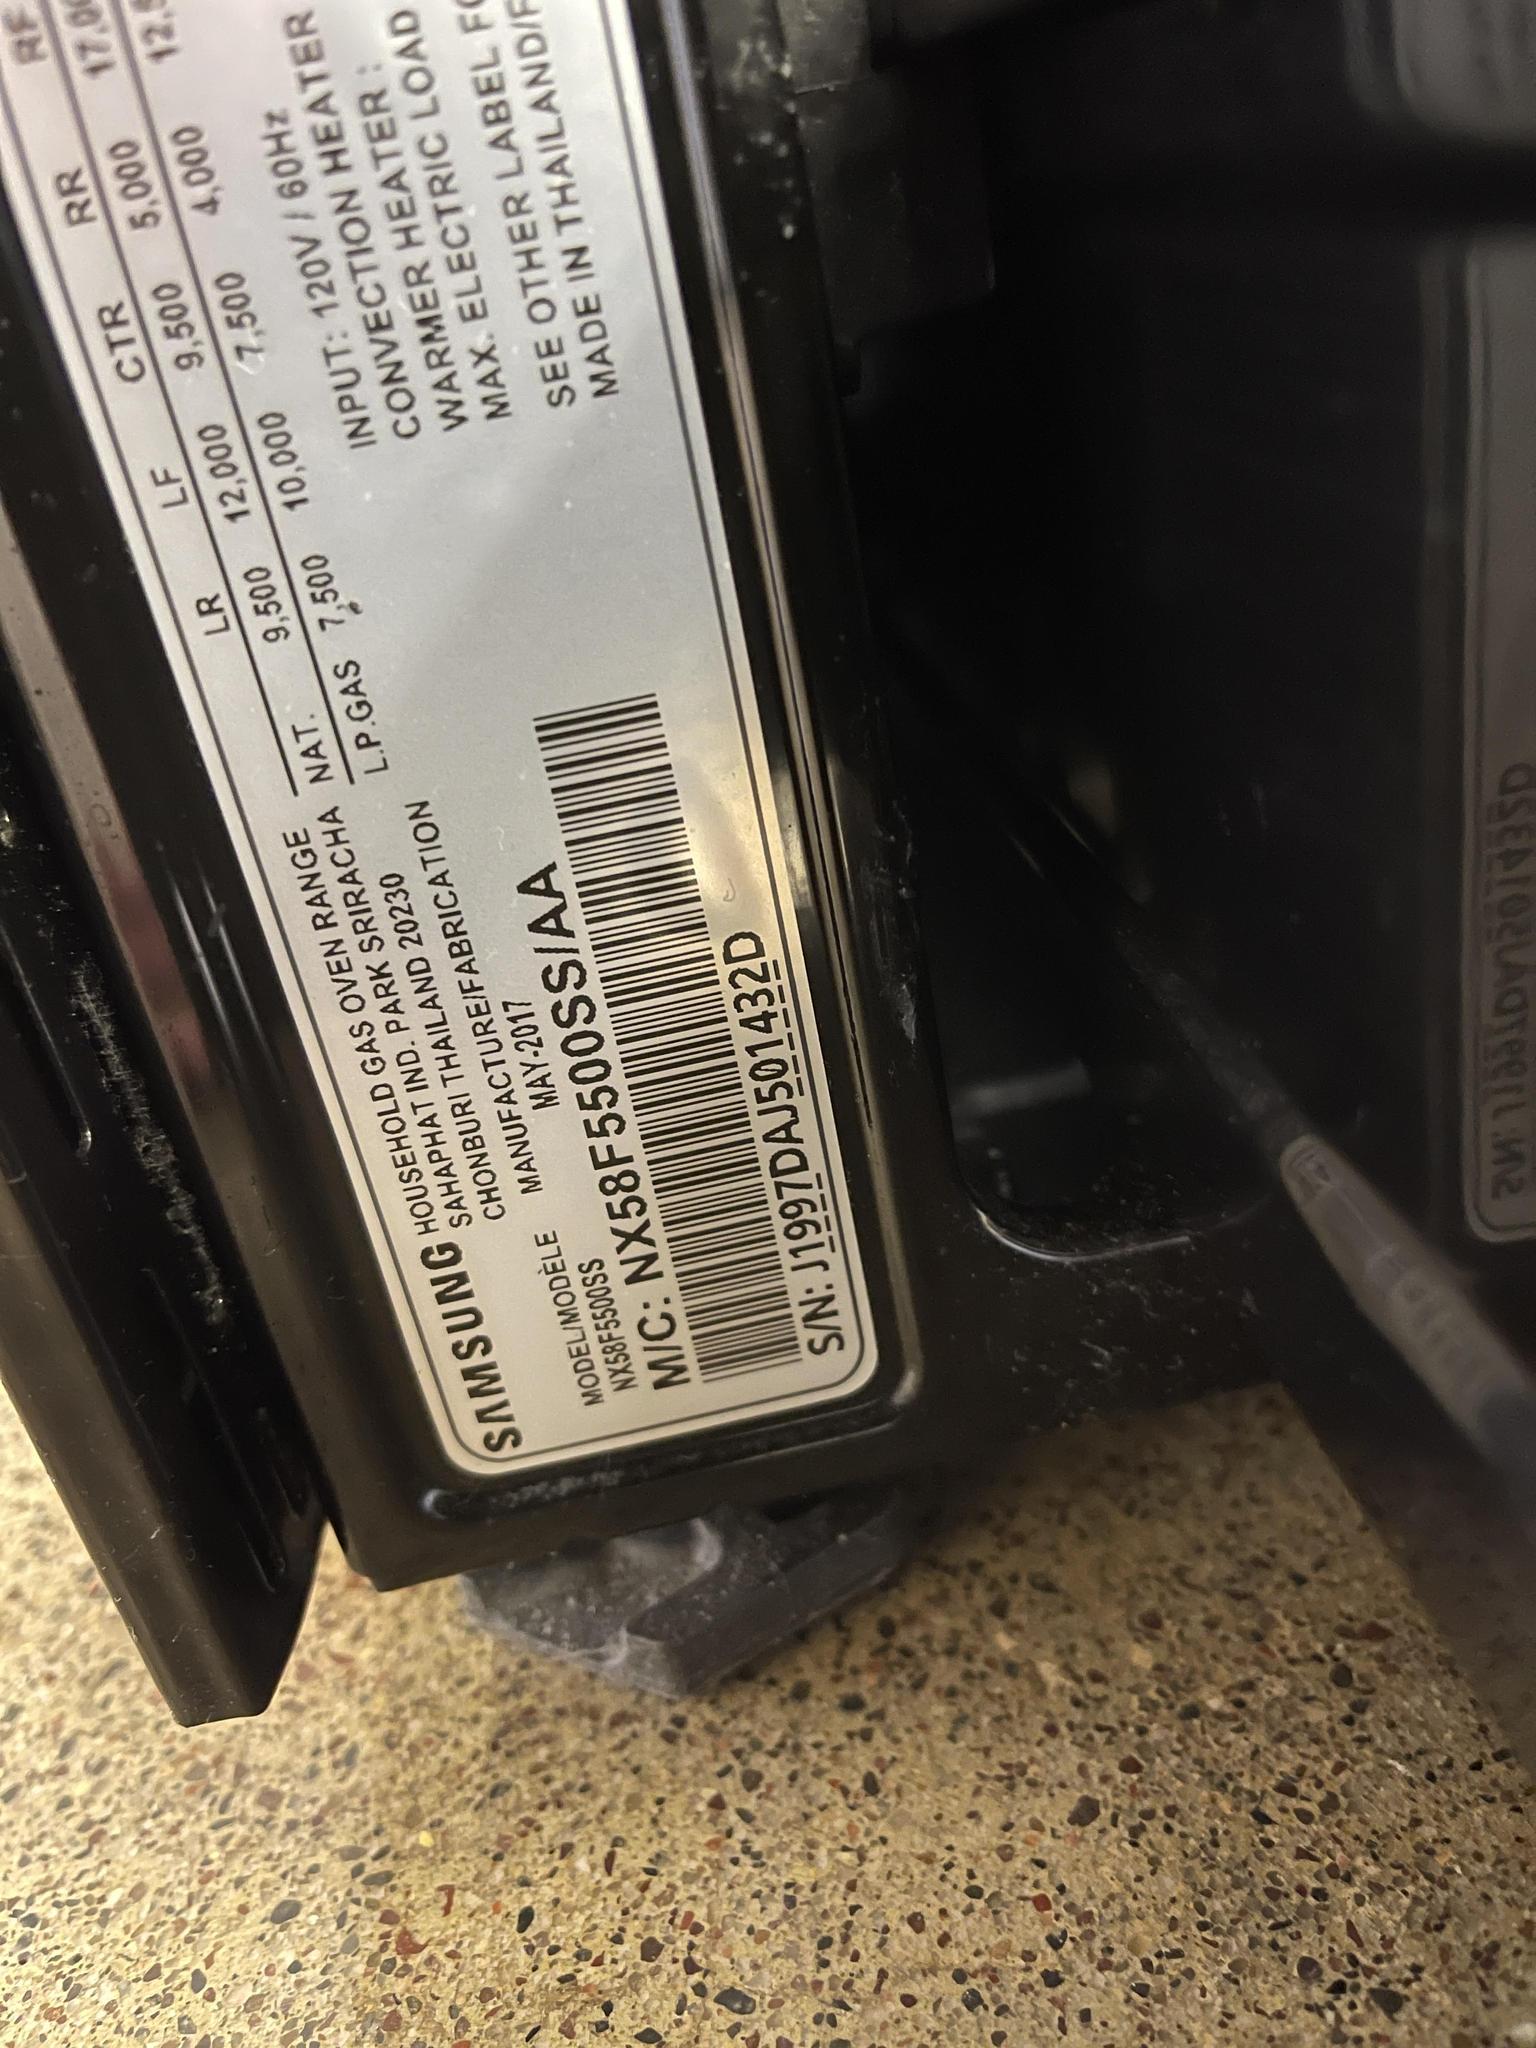 SAMSUNG HOUSEHOLD GAS OVEN RANGE
SAHAPHAT IND. PARK SRIRACHA
CHONBURI THAILAND 20230
MANUFACTURE/FABRICATION
MODEL/MODÈLE MAY-2017
NX58F5500SS
M/C: NX58F5500SS/AA
S/N: J1997DAJ501432D
LR LF CTR RR RF
NAT. 9,500 12,000 9,500 5,000
L.P.GAS 7,500 10,000 7,500 4,000
INPUT: 120V / 60Hz
CONVECTION HEATER
WARMER HEATER :
MAX. ELECTRIC LOAD
SEE OTHER LABEL
MADE IN THAILAND/